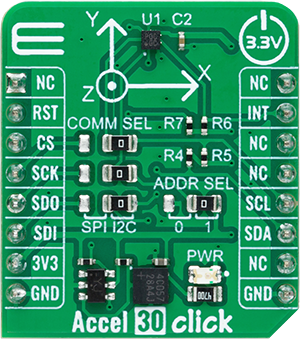 Y
U1 C2
3.3V
Z X
NC NC
RST COMM SEL R7 R6 INT
CS NC
SCK R4 R5 NC
SDO ADDR SEL SCL
SDI SPI I2C 0 1 SDA
3V3 PWR NC
GND GND
Accel 30 click